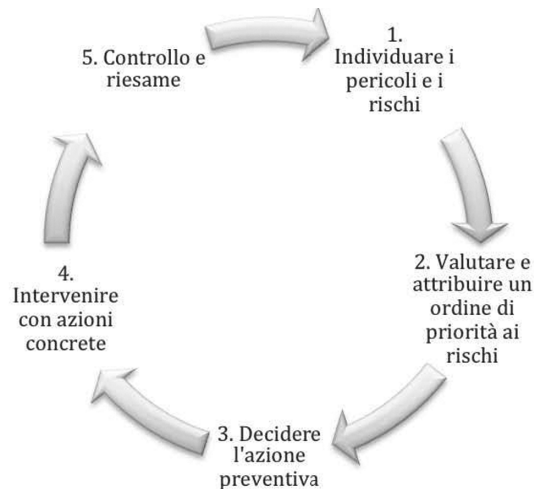 1.
Individuare i
pericoli e i
rischi
2. Valutare e
attribuire un
ordine di
priorità ai
rischi
3. Decidere
l'azione
preventiva
4.
Intervenire
con azioni
concrete
5. Controllo e
riesame